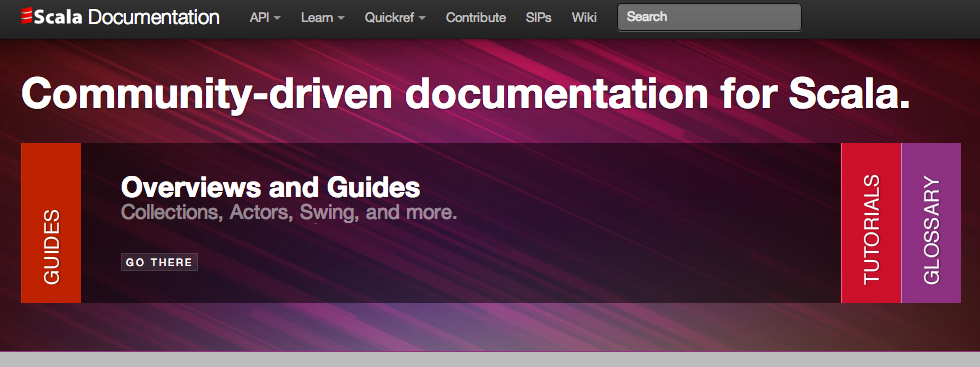 Scala Documentation API Learn Quickref Contribute SIPs Wiki Search
Community-driven documentation for Scala.
GUIDES
Overviews and Guides
Collections, Actors, Swing, and more.
GO THERE
TUTORIALS
GLOSSARY